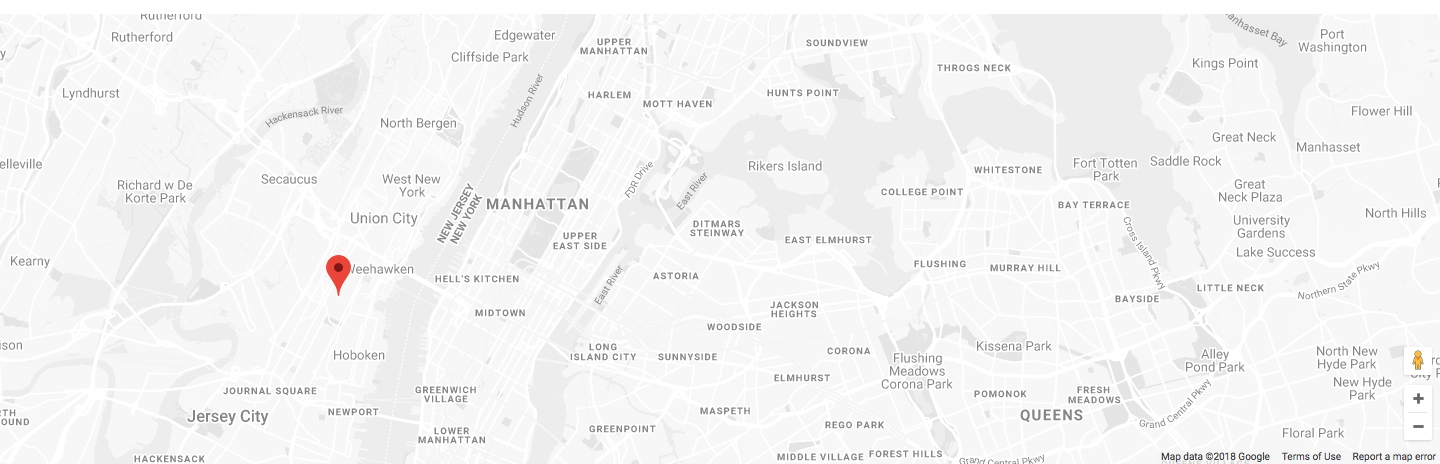 Rutherford
Rutherford
Edgewater
Cliffside Park
UPPER
MANHATTAN
SOUNDVIEW
THROGS NECK
Manhasset Bay
Port
Washington
Kings Point
Lyndhurst
Hackensack River
North Bergen
Hudson River
HARLEM
MOTT HAVEN
HUNTS POINT
Flower Hill
Great Neck
Manhasset
elleville
Secaucus
Richard w De
Korte Park
West New
York
Union City
NEW JERSEY
NEW YORK
MANHATTAN
FDR Drive
East River
Rikers Island
WHITESTONE
COLLEGE POINT
Fort Totten
Park
Saddle Rock
Great
Neck Plaza
BAY TERRACE
University
Gardens
North Hills
Lake Success
Cross Island Pkwy
DITMARS
STEINWAY
UPPER
EAST SIDE
EAST ELMHURST
Kearny
Weehawken
HELL'S KITCHEN
East River
ASTORIA
FLUSHING
MURRAY HILL
BAYSIDE
LITTLE NECK
Northern State Pkwy
MIDTOWN
JACKSON
HEIGHTS
WOODSIDE
son
Hoboken
LONG
ISLAND CITY
SUNNYSIDE
CORONA
Flushing
Meadows
Corona Park
Kissena Park
Alley
Pond Park
North New
Hyde Park
New Hyde
Park
JOURNAL SQUARE
GREENWICH
VILLAGE
ELMHURST
POMONOK
FRESH
MEADOWS
Grand Central Pkwy
Jersey City
NEWPORT
MASPETH
QUEENS
RTH
OUND
LOWER
MANHATTAN
GREENPOINT
REGO PARK
Floral Park
HACKENSACK
MIDDLE VILLAGE
FOREST HILLS
Grand Central Pkwy
Map data ©2018 Google
Terms of Use
Report a map error